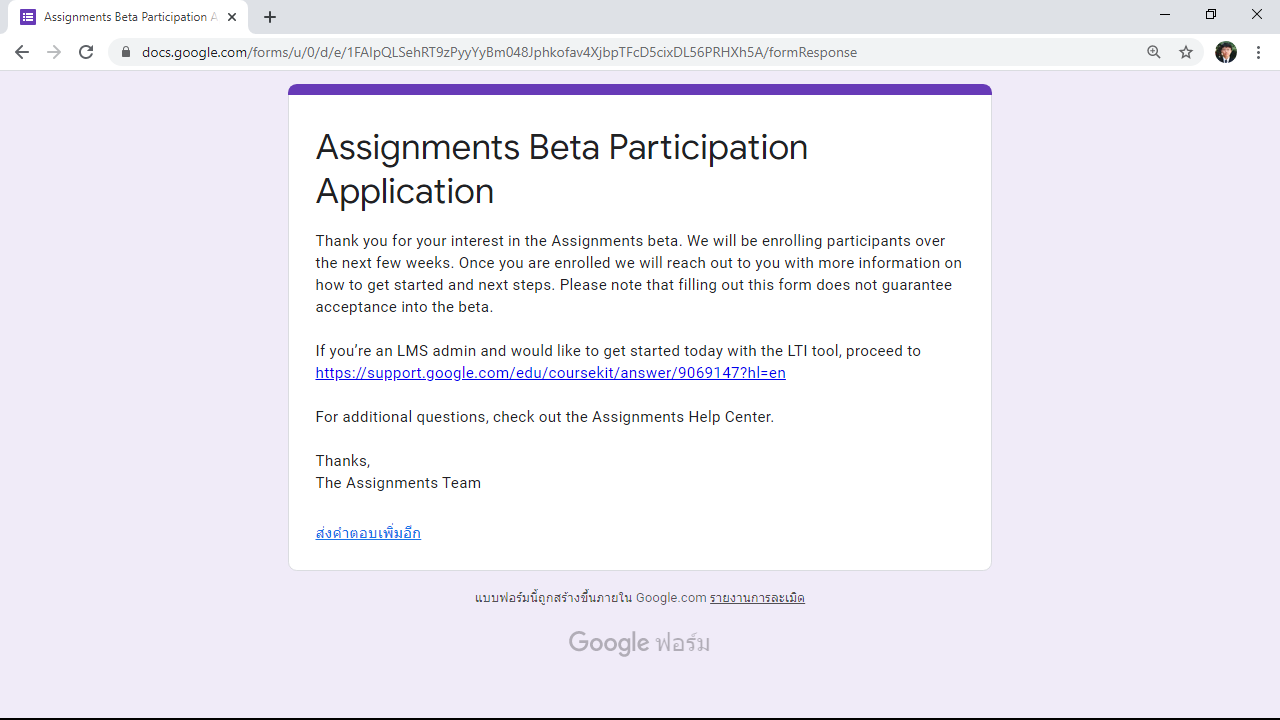 Assignments Beta Participation A
docs.google.com/forms/u/0/d/e/1FAIpQLSehRT9zPyyYyBm048Jphkofav4XjbpTFcD5cixDL56PRHXh5A/formResponse
Assignments Beta Participation
Application
Thank you for your interest in the Assignments beta. We will be enrolling participants over
the next few weeks. Once you are enrolled we will reach out to you with more information on
how to get started and next steps. Please note that filling out this form does not guarantee
acceptance into the beta.
If you’re an LMS admin and would like to get started today with the LTI tool, proceed to
https://support.google.com/edu/coursekit/answer/9069147?hl=en
For additional questions, check out the Assignments Help Center.
Thanks,
The Assignments Team
ส่งคำตอบเพิ่มอีก
แบบฟอร์มนี้ถูกสร้างขึ้นภายใน Google.com รายงานการละเมิด
Google ฟอร์ม